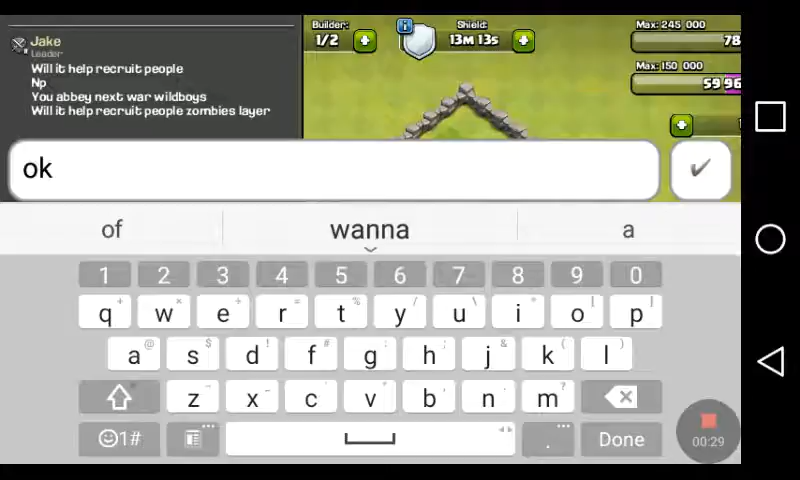 Jake
Leader
Will it help recruit people
Np
You abbey next war wildboys
Will it help recruit people zombies layer
Builder:
1/2
Shield:
13M 13S
Max: 245 000
78
Max: 150 000
59 96
ok
of wanna a
1 2 3 4 5 6 7 8 9 0
q w e r t y u i o p
a s d f g h j k l
z x c v b n m
☺1# . Done
00:29